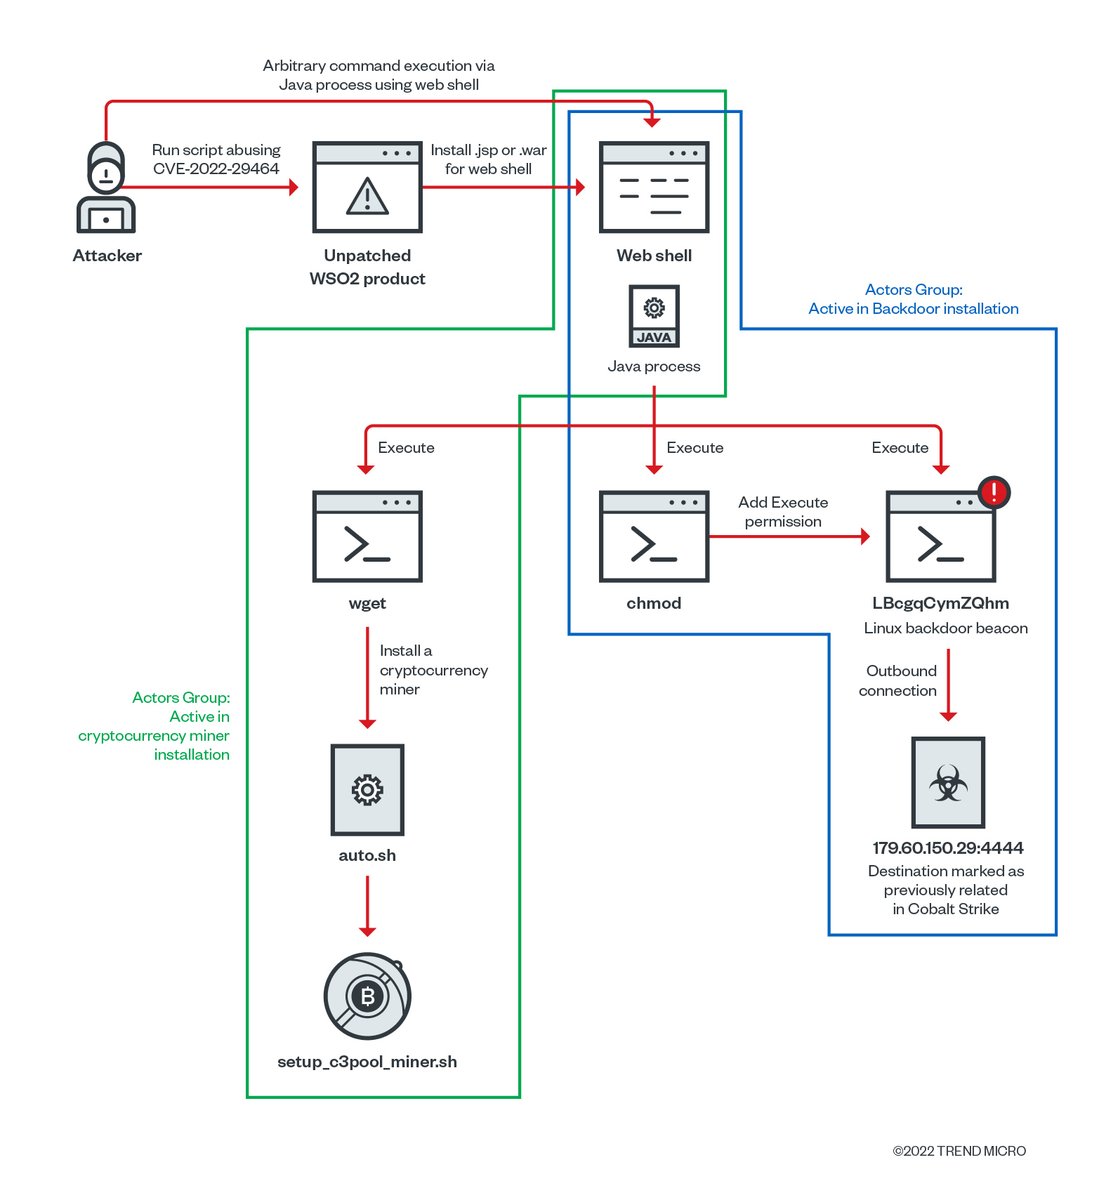 Arbitrary command execution via
Java process using web shell
Run script abusing
CVE-2022-29464
Install .jsp or .war
for web shell
Attacker
Unpatched
WSO2 product
Web shell
Actors Group:
Active in Backdoor installation
JAVA
Java process
Execute
Execute
Execute
Add Execute
permission
wget
chmod
LBcgqCymZQhm
Linux backdoor beacon
Install a
cryptocurrency
miner
Outbound
connection
Actors Group:
Active in
cryptocurrency miner
installation
auto.sh
179.60.150.29:4444
Destination marked as
previously related
in Cobalt Strike
B
setup_c3pool_miner.sh
©2022 TREND MICRO